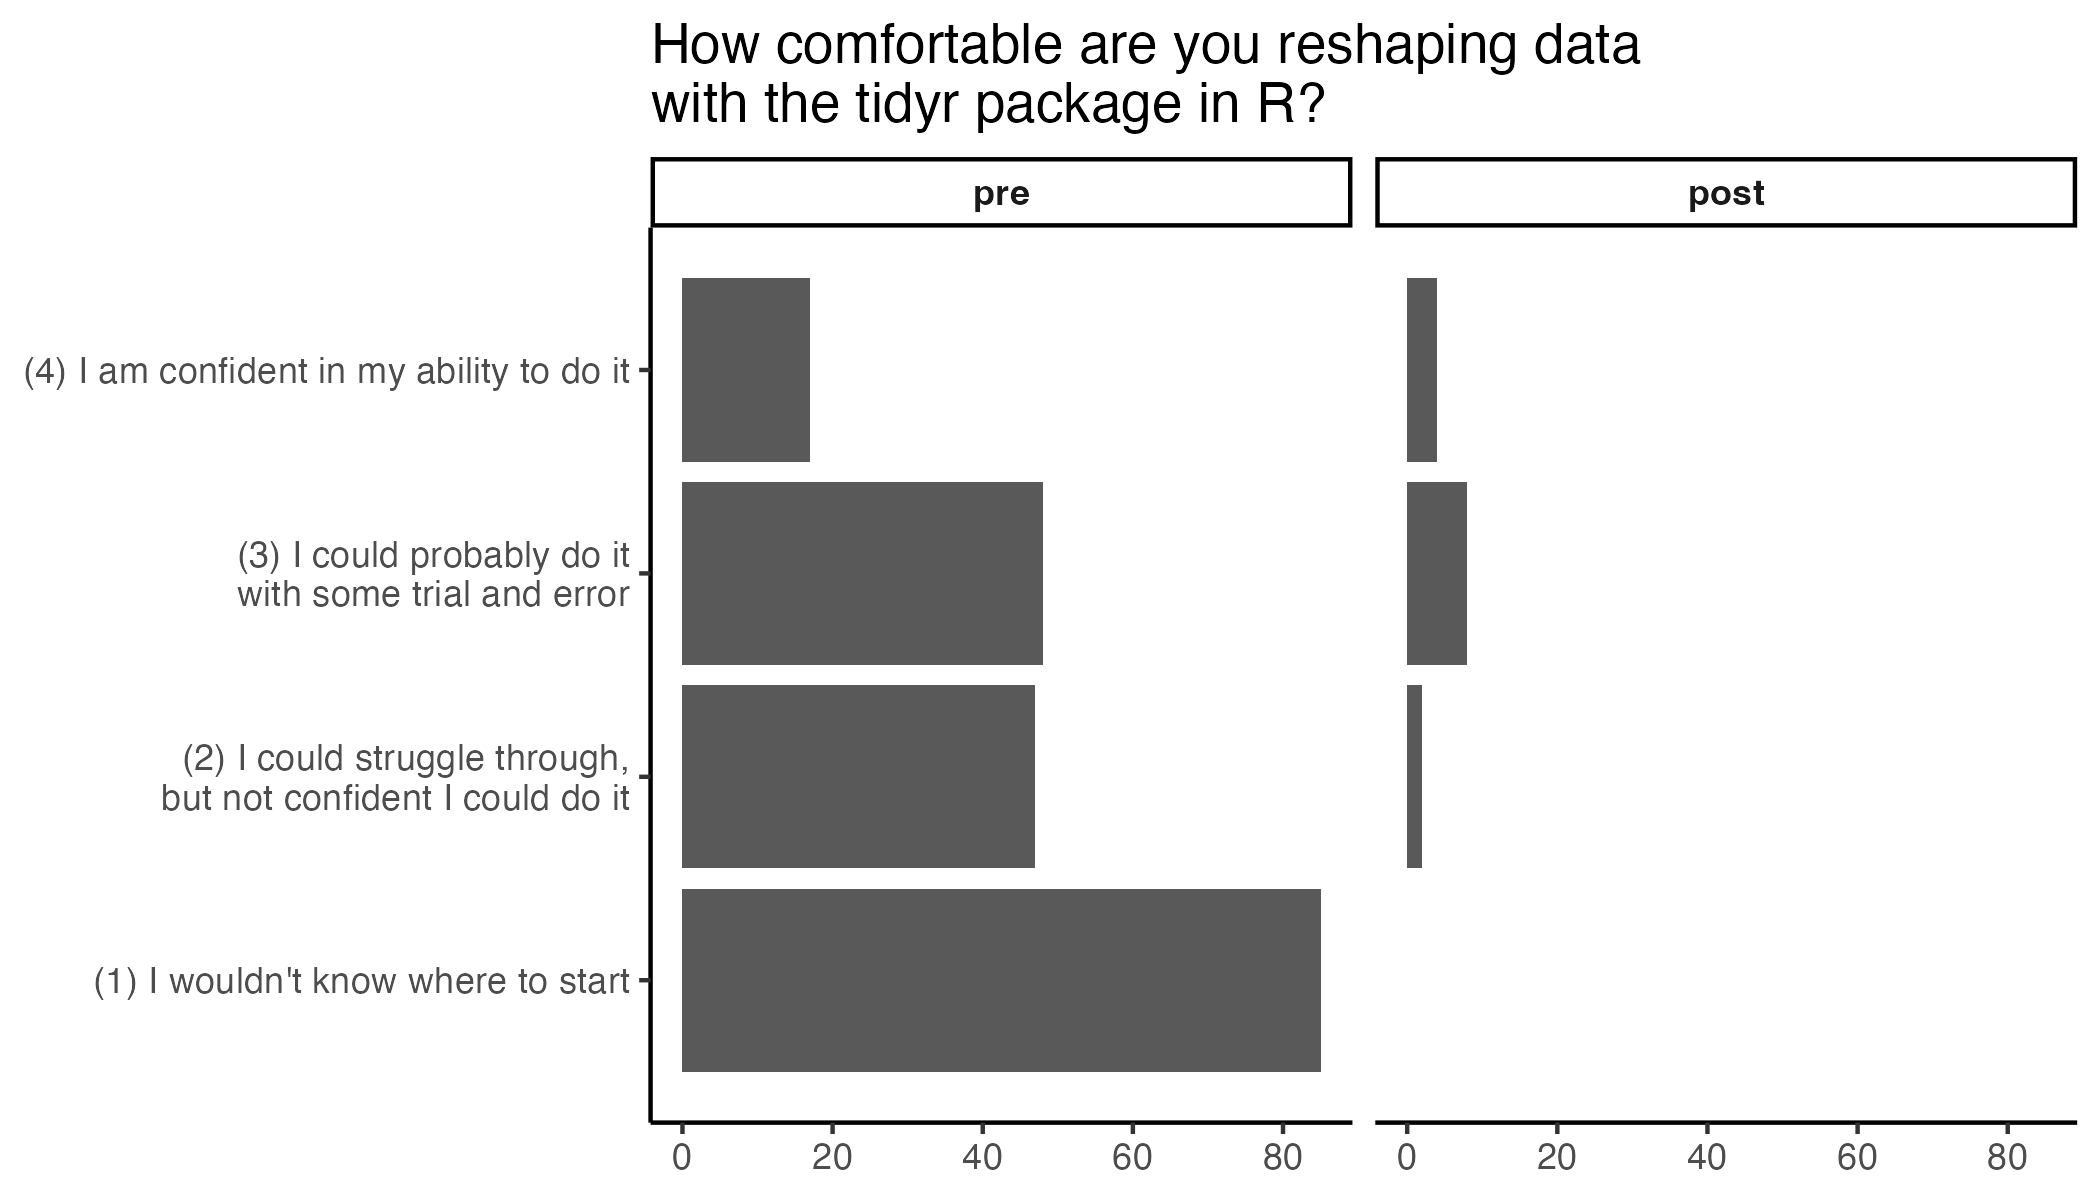 How comfortable are you reshaping data
with the tidyr package in R?
pre
post
(4) I am confident in my ability to do it
(3) I could probably do it
with some trial and error
(2) I could struggle through,
but not confident I could do it
(1) I wouldn't know where to start
0 20 40 60 80
0 20 40 60 80